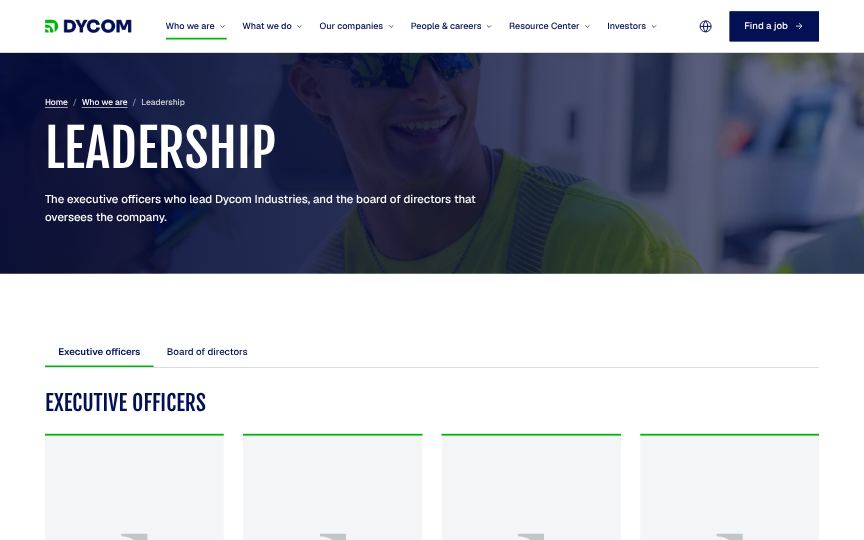 DYCOM
Who we are
What we do
Our companies
People & careers
Resource Center
Investors
Find a job
Home / Who we are / Leadership
LEADERSHIP
The executive officers who lead Dycom Industries, and the board of directors that
oversees the company.
Executive officers
Board of directors
EXECUTIVE OFFICERS